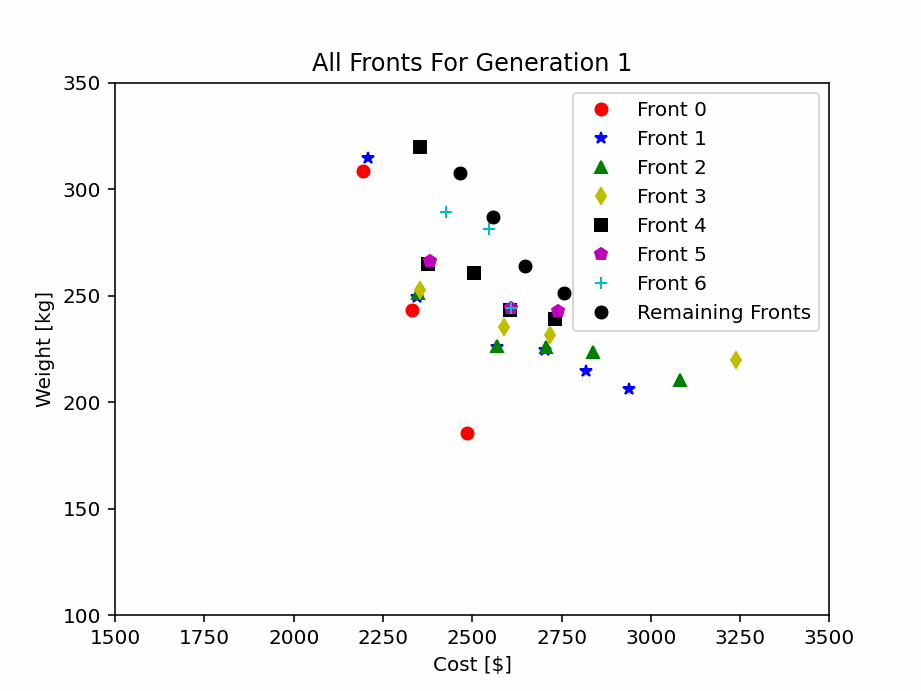 All Fronts For Generation 1
350
300
250
200
150
100
Weight [kg]
Front 0
Front 1
Front 2
Front 3
Front 4
Front 5
Front 6
Remaining Fronts
1500 1750 2000 2250 2500 2750 3000 3250 3500
Cost [$]